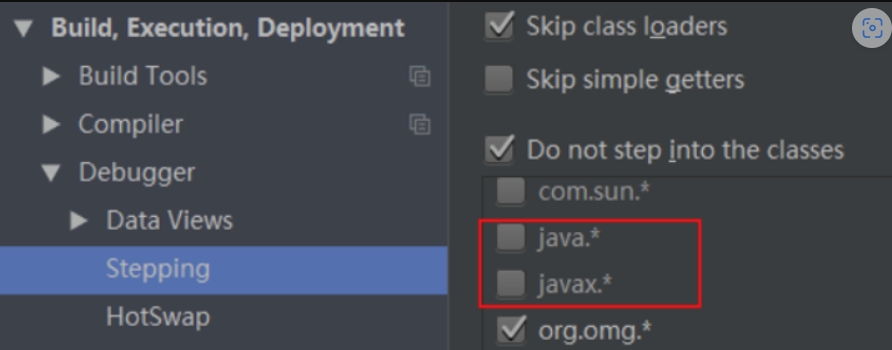 Build, Execution, Deployment
Build Tools
Compiler
Debugger
Data Views
Stepping
HotSwap
Skip class loaders
Skip simple getters
Do not step into the classes
com.sun.*
java.*
javax.*
org.omg.*